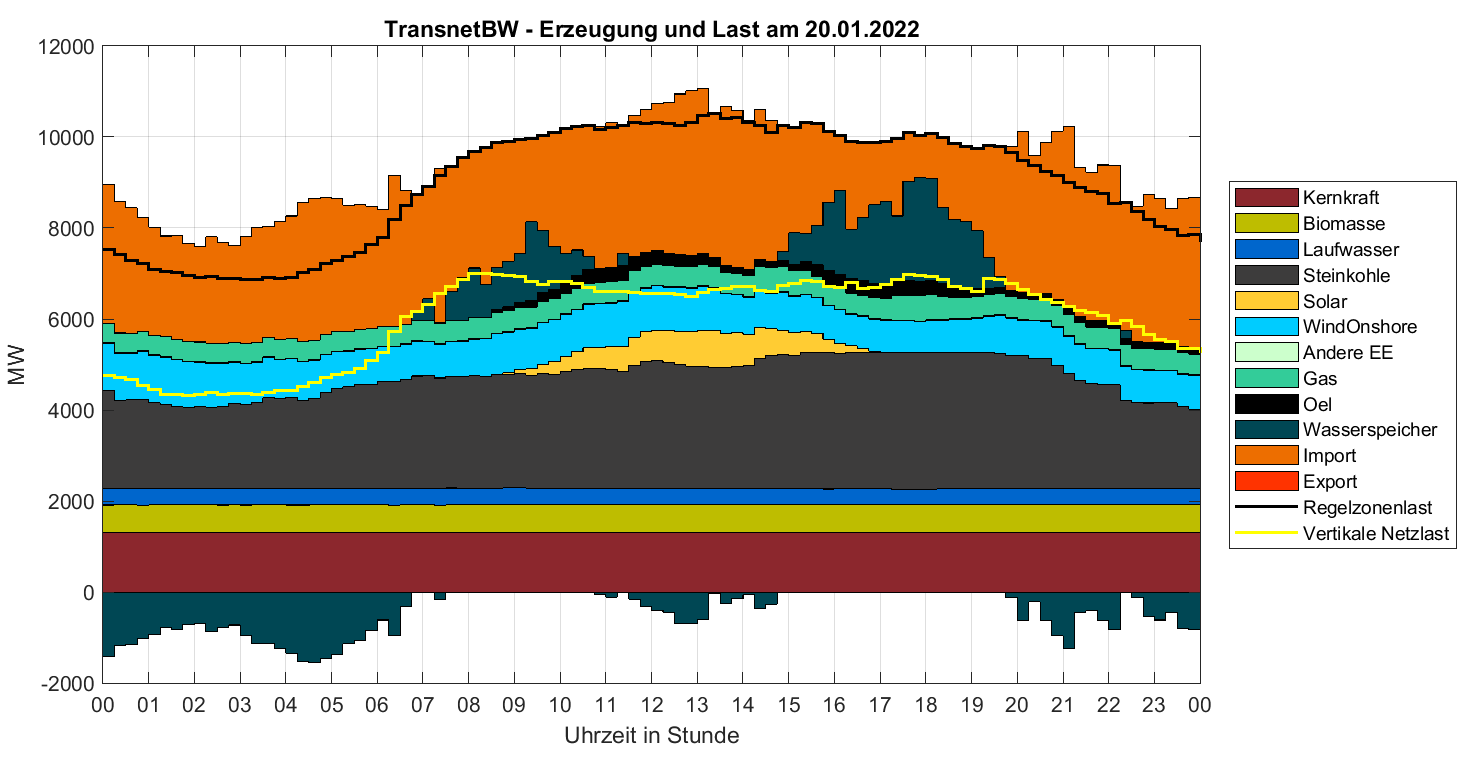 TransnetBW - Erzeugung und Last am 20.01.2022
12000
10000
8000
6000
4000
2000
0
-2000
MW
00 01 02 03 04 05 06 07 08 09 10 11 12 13 14 15 16 17 18 19 20 21 22 23 00
Uhrzeit in Stunde
Kernkraft
Biomasse
Laufwasser
Steinkohle
Solar
WindOnshore
Andere EE
Gas
Oel
Wasserspeicher
Import
Export
Regelzonenlast
Vertikale Netzlast